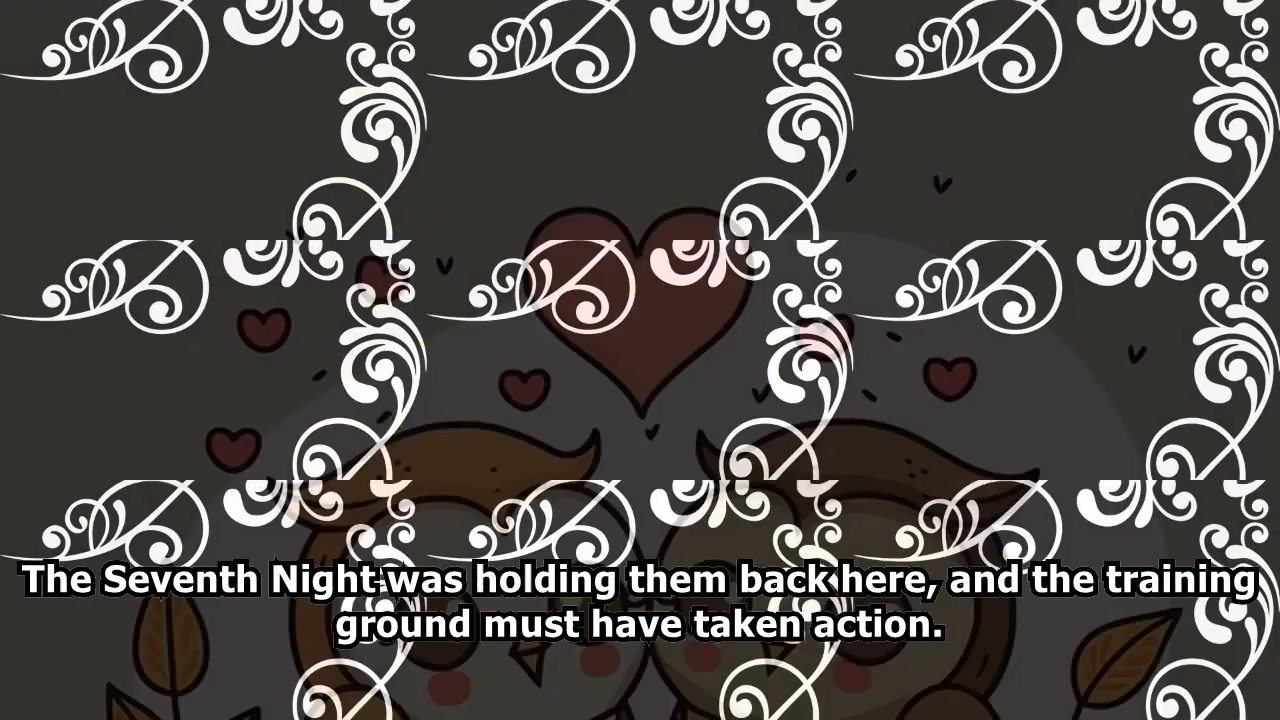 The Seventh Night was holding them back here, and the training
ground must have taken action.